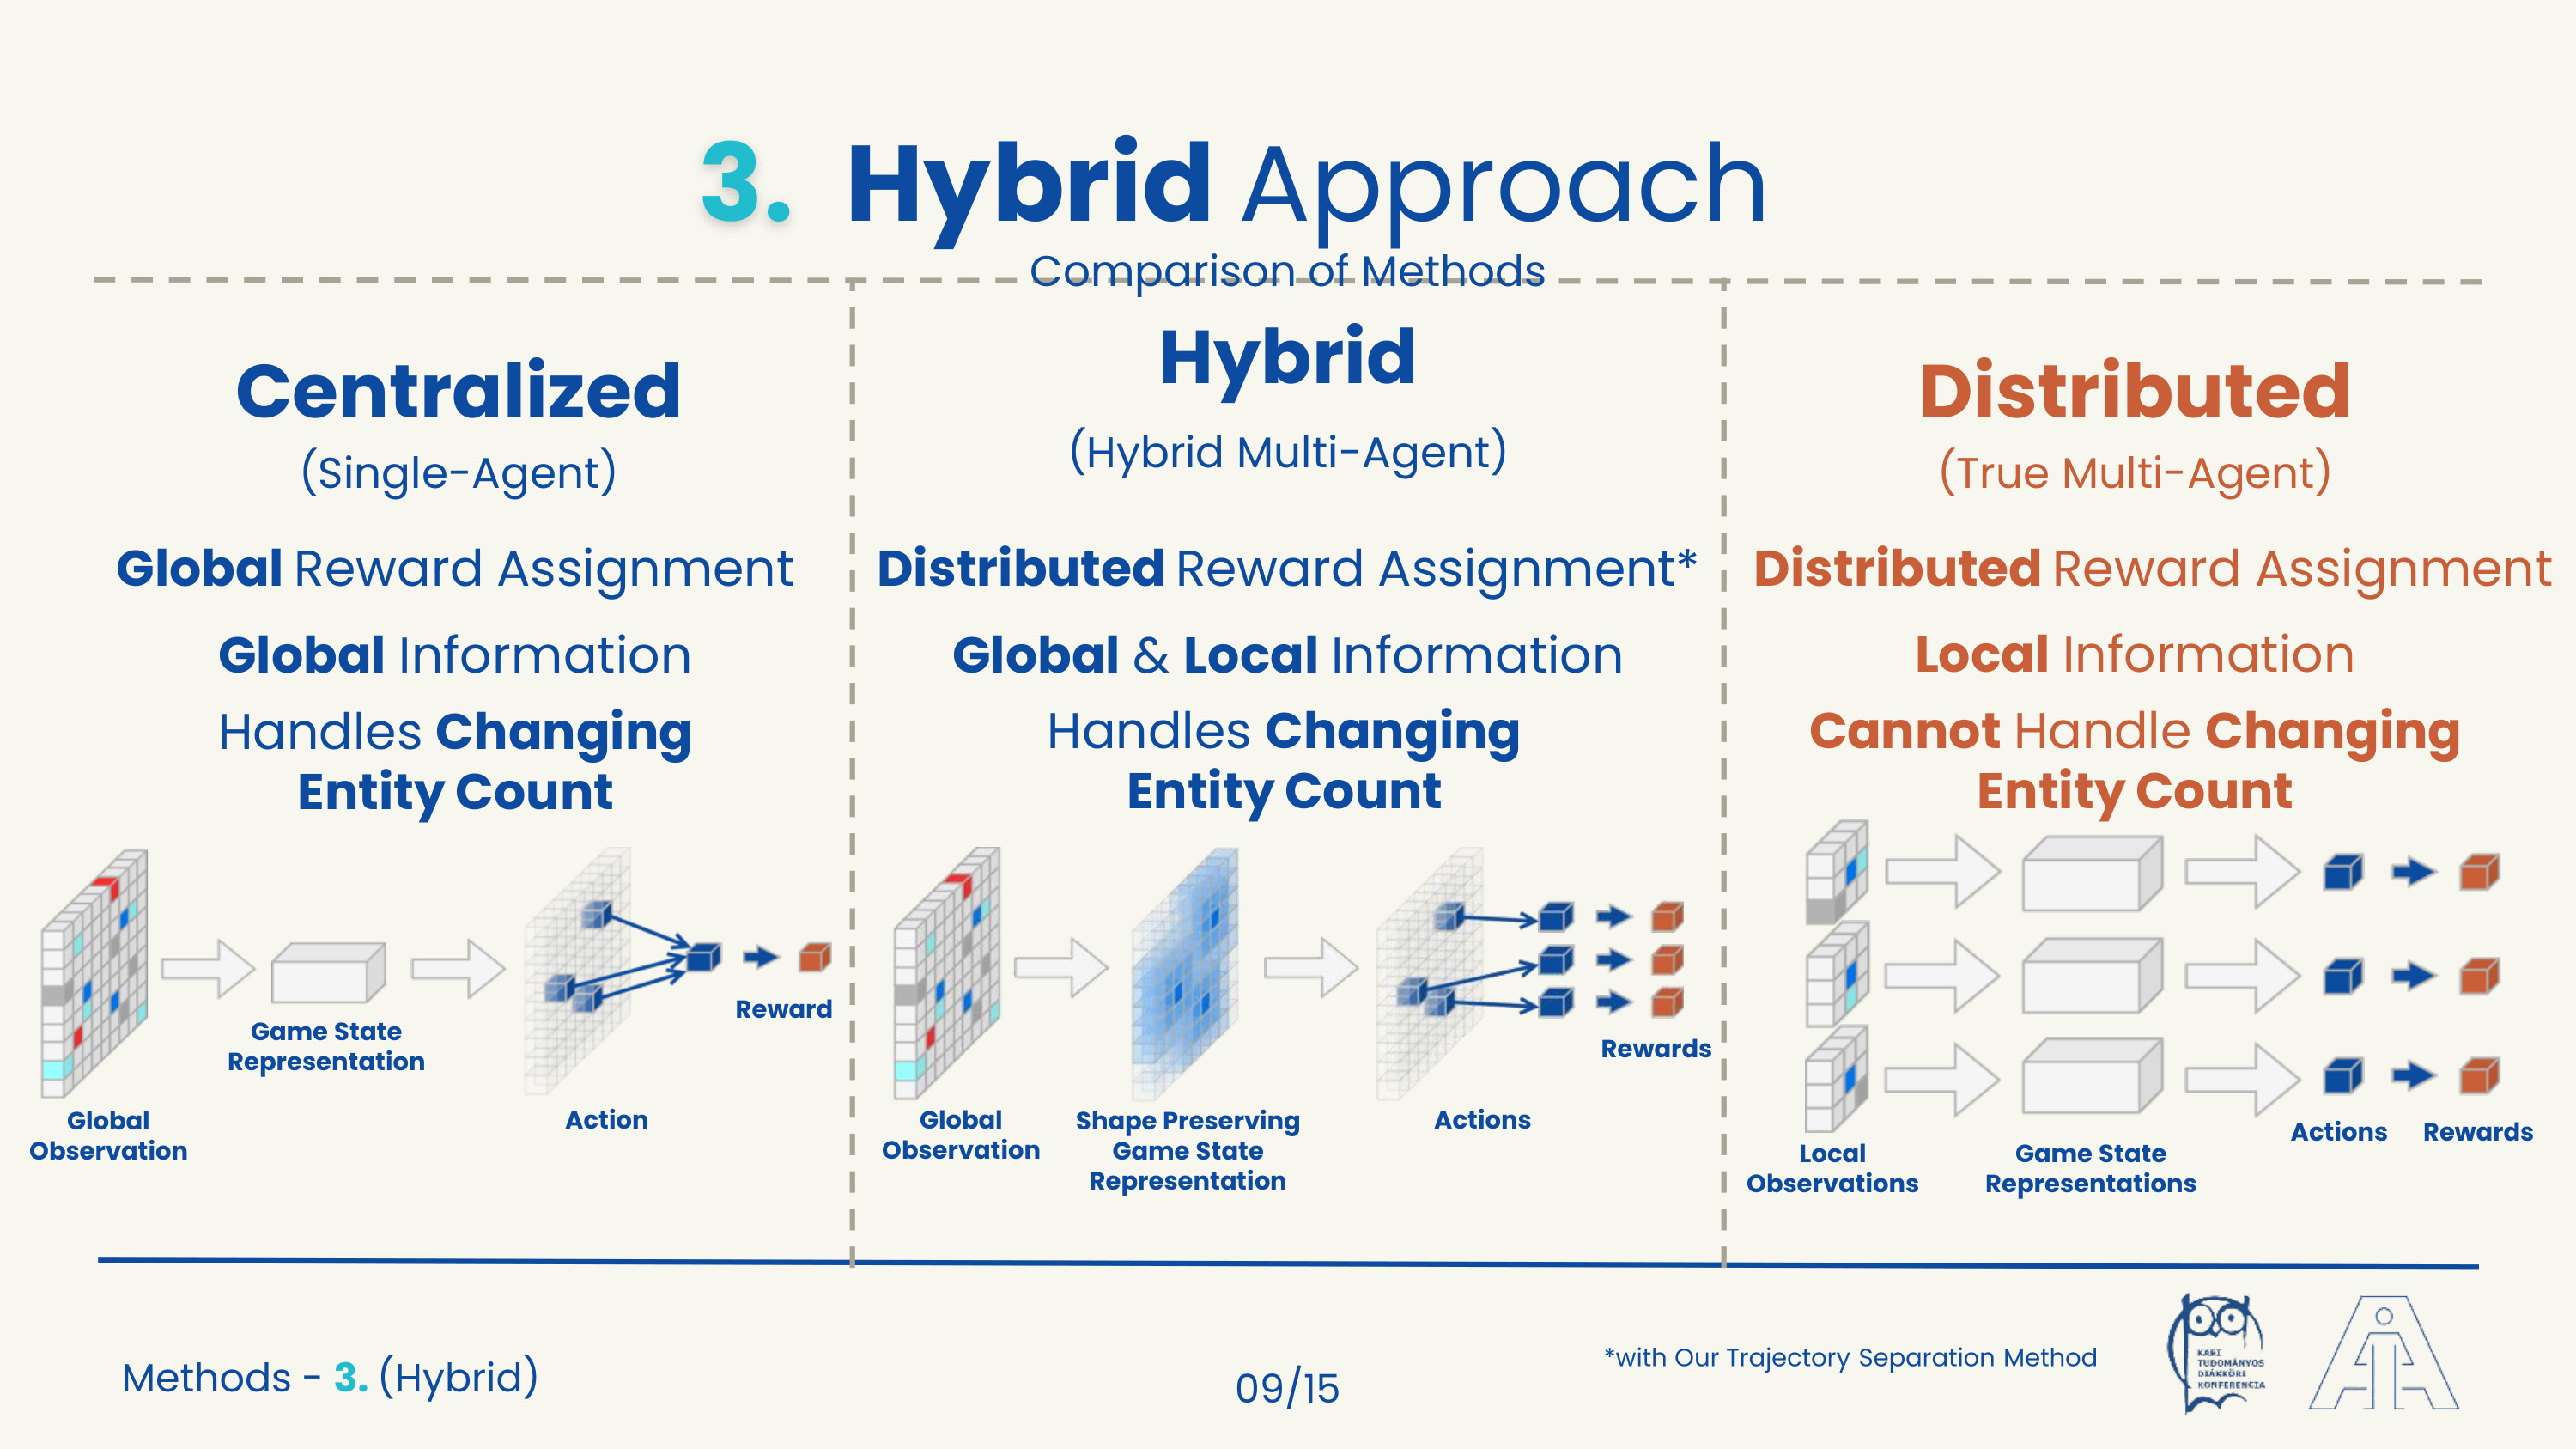 3. Hybrid Approach
Comparison of Methods
Centralized
(Single-Agent)
Global Reward Assignment
Global Information
Handles Changing
Entity Count
Global
Observation
Game State
Representation
Action
Reward
Hybrid
(Hybrid Multi-Agent)
Distributed Reward Assignment*
Global & Local Information
Handles Changing
Entity Count
Global
Observation
Shape Preserving
Game State
Representation
Actions
Rewards
Distributed
(True Multi-Agent)
Distributed Reward Assignment
Local Information
Cannot Handle Changing
Entity Count
Local
Observations
Game State
Representations
Actions
Rewards
Methods - 3. (Hybrid)
09/15
*with Our Trajectory Separation Method
KARI
TUDOMÁNYOS
DIÁKKÖRI
KONFERENCIA